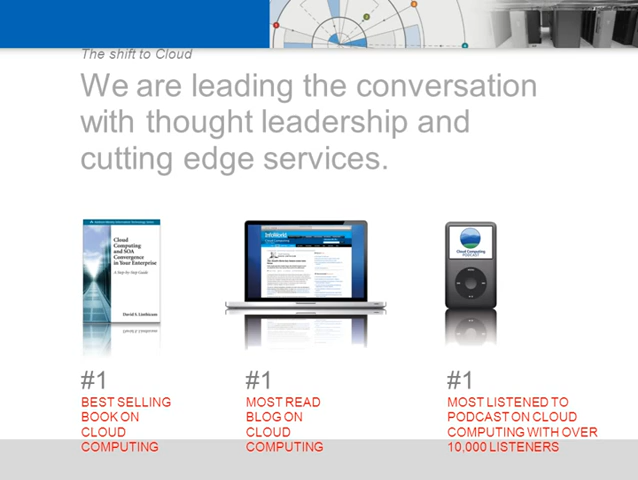 The shift to Cloud
We are leading the conversation
with thought leadership and
cutting edge services.
Cloud
Computing
and SOA
Convergence
in Your Enterprise
A Step-by-Step Guide
David S. Linthicum
InfoWorld
Cloud Computing
Cloud Computing
PODCAST
#1
BEST SELLING
BOOK ON
CLOUD
COMPUTING
#1
MOST READ
BLOG ON
CLOUD
COMPUTING
#1
MOST LISTENED TO
PODCAST ON CLOUD
COMPUTING WITH OVER
10,000 LISTENERS